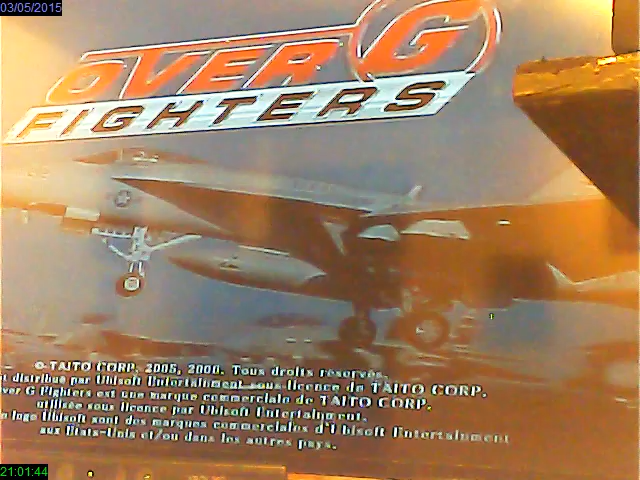 03/05/2015
OVER G
FIGHTERS
© TAITO CORP. 2005, 2006. Tous droits réservés.
distribué par Ubisoft Entertainment sous licence de TAITO CORP.
ver G Fighters est une marque commerciale de TAITO CORP.
utilisée sous licence par Ubisoft Entertainment.
logo Ubisoft sont des marques commerciales d'Ubisoft Entertainment
aux Etats-Unis et/ou dans les autres pays.
21:01:44